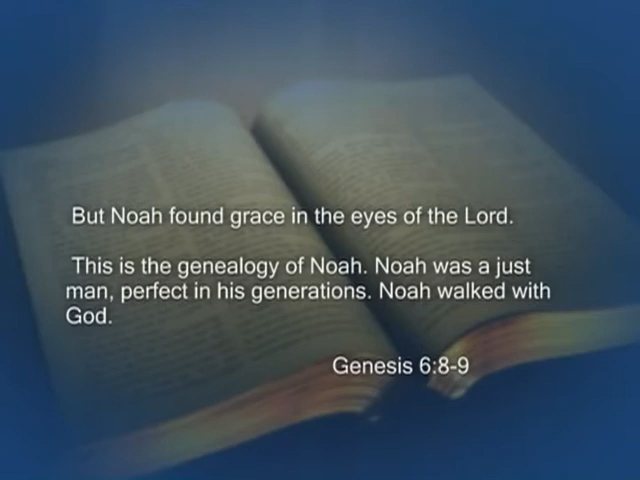 But Noah found grace in the eyes of the Lord.
This is the genealogy of Noah. Noah was a just
man, perfect in his generations. Noah walked with
God.
Genesis 6:8-9